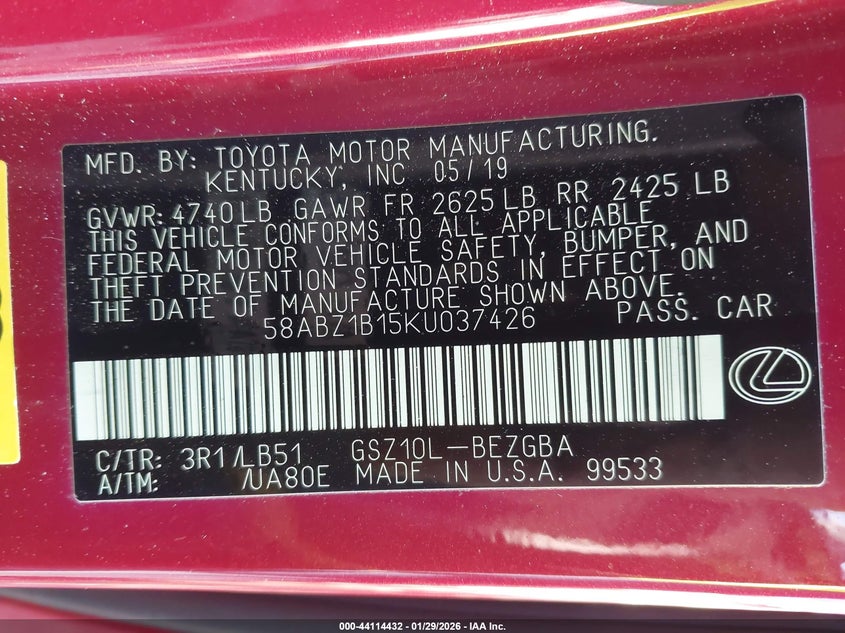 MFD. BY: TOYOTA MOTOR MANUFACTURING.
KENTUCKY, INC 05/19
GVWR: 4740LB GAWR FR 2625LB RR 2425 LB
THIS VEHICLE CONFORMS TO ALL APPLICABLE
FEDERAL MOTOR VEHICLE SAFETY, BUMPER, AND
THEFT PREVENTION STANDARDS IN EFFECT ON
THE DATE OF MANUFACTURE SHOWN ABOVE.
58ABZ1B15KU037426 PASS. CAR
C/TR: 3R1/LB51 GSZ10L-BEZGBA
A/TM: /UA80E MADE IN U.S.A. 99533
000-44114432 - 01/29/2026 - IAA Inc.